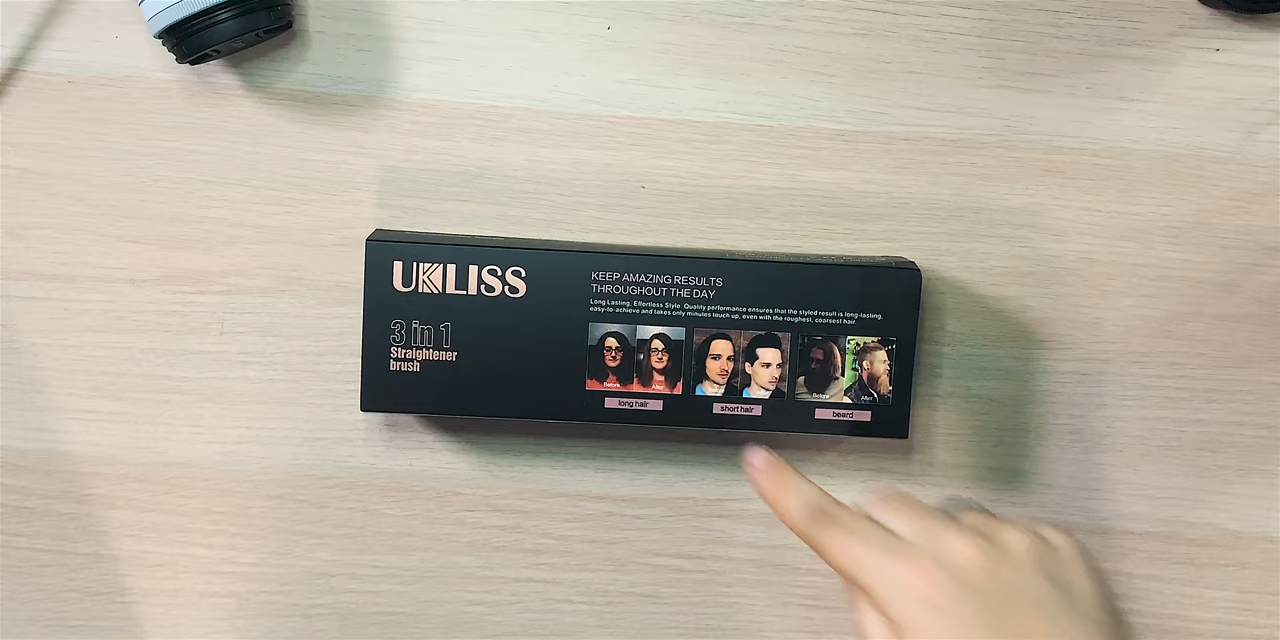 UKLISS
3 in 1
Straightener
brush
KEEP AMAZING RESULTS
THROUGHOUT THE DAY
Long Lasting, Effortless Style. Quality performance ensures that the styled result is long-lasting,
easy-to-achieve and takes only minutes touch up, even with the roughest, coarsest hair
Before
After
Before
After
long hair
short hair
beard